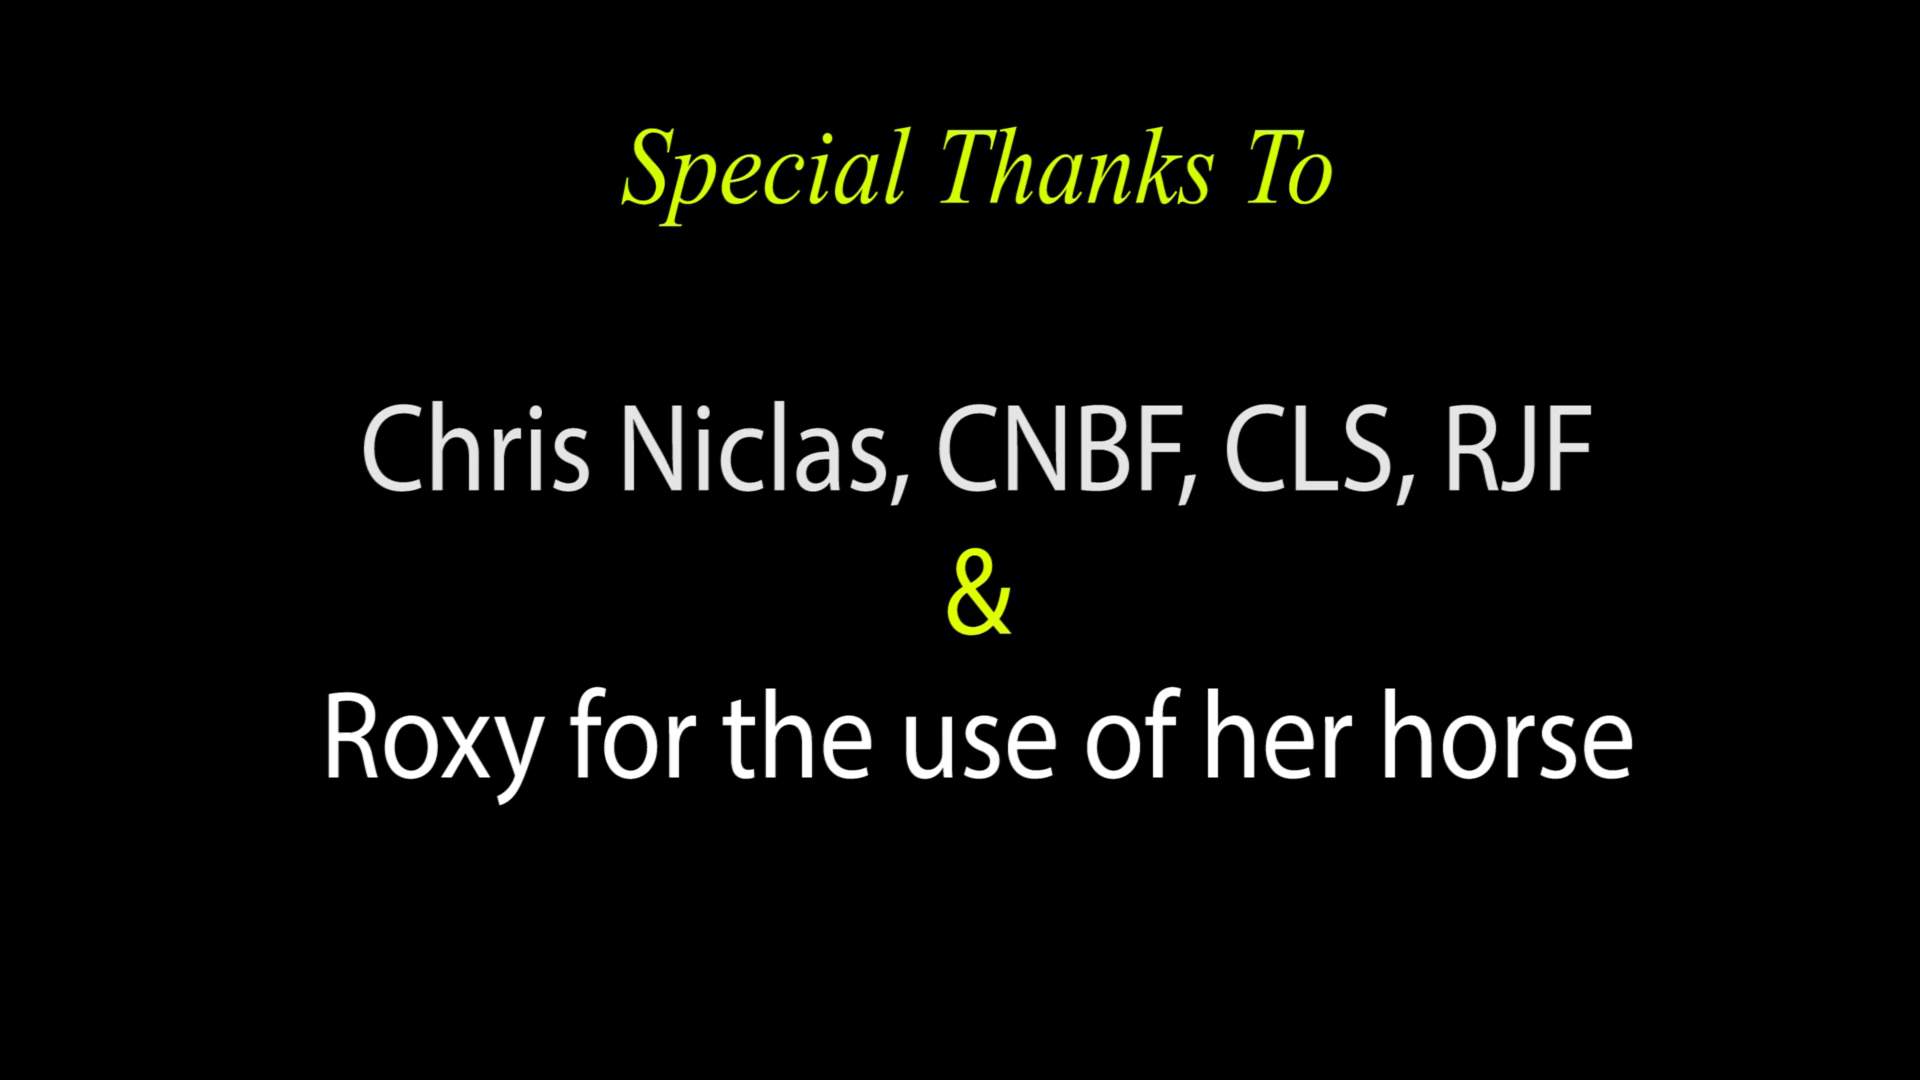 Special Thanks To
Chris Niclas, CNBF, CLS, RJF
&
Roxy for the use of her horse